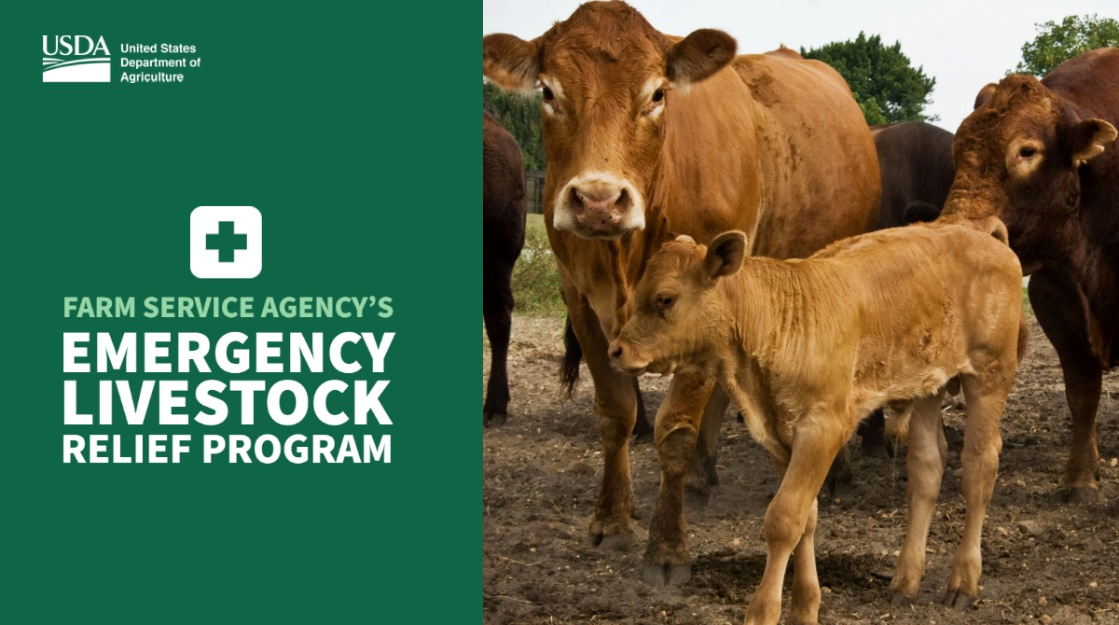 USDA
United States
Department of
Agriculture
FARM SERVICE AGENCY’S
EMERGENCY
LIVESTOCK
RELIEF PROGRAM